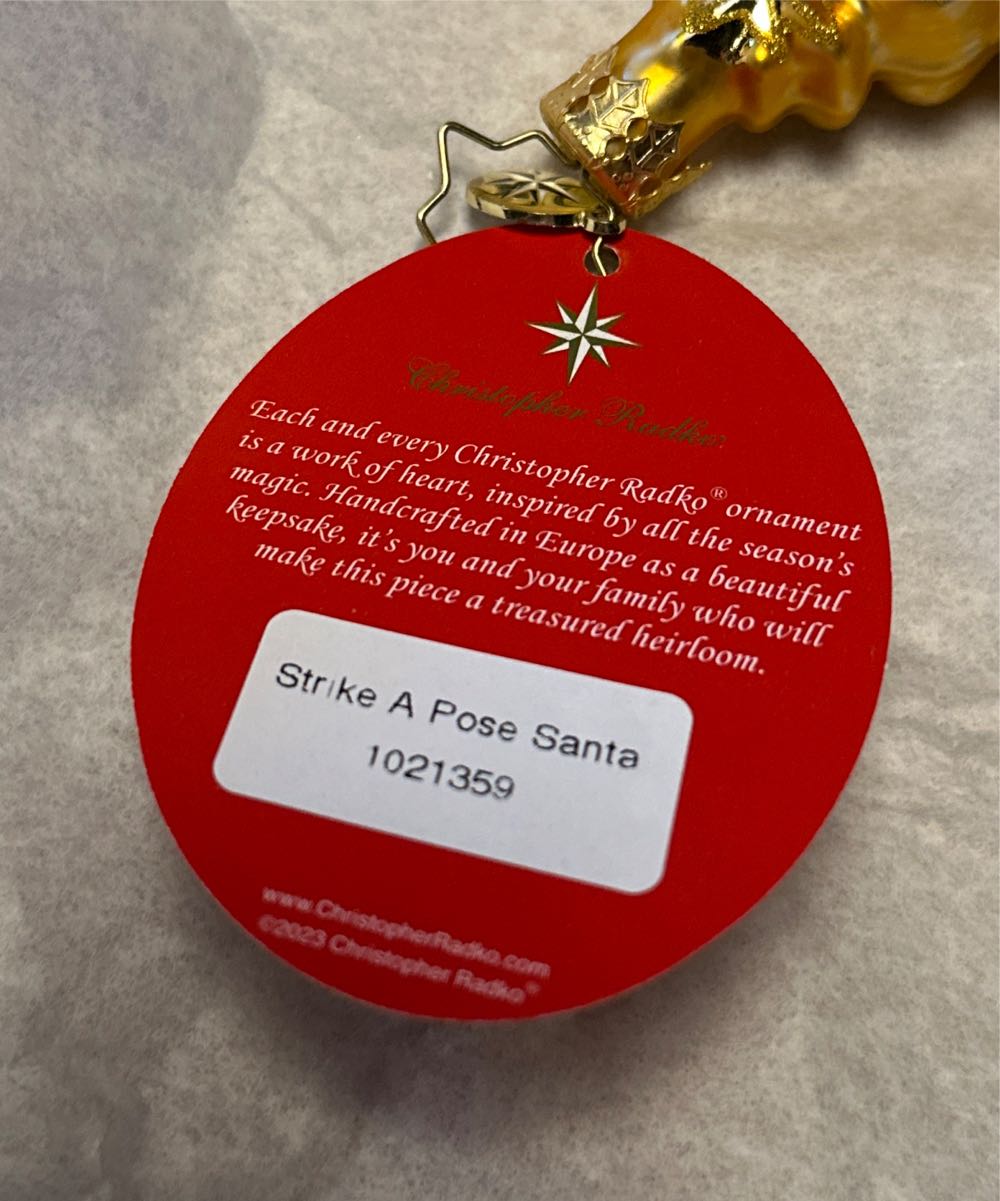 Christopher Radko
Each and every Christopher Radko® ornament
is a work of heart, inspired by all the season's
magic. Handcrafted in Europe as a beautiful
keepsake, it's you and your family who will
make this piece a treasured heirloom.
Strike A Pose Santa
1021359
www.ChristopherRadko.com
©2023 Christopher Radko™